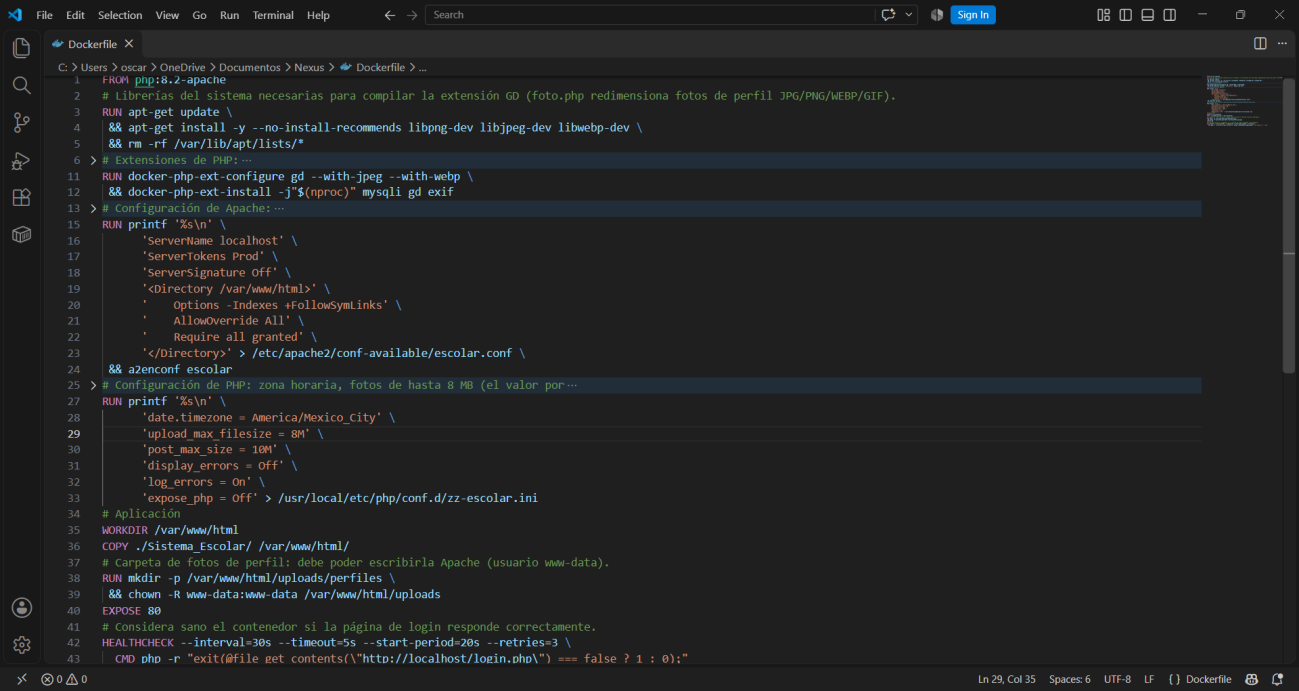 File Edit Selection View Go Run Terminal Help Search Sign In
Dockerfile
C: > Users > oscar > OneDrive > Documentos > Nexus > Dockerfile > ...
1 FROM php:8.2-apache
2 # Librerías del sistema necesarias para compilar la extensión GD (foto.php redimensiona fotos de perfil JPG/PNG/WEBP/GIF).
3 RUN apt-get update \
4 && apt-get install -y --no-install-recommends libpng-dev libjpeg-dev libwebp-dev \
5 && rm -rf /var/lib/apt/lists/*
6 # Extensiones de PHP: ...
11 RUN docker-php-ext-configure gd --with-jpeg --with-webp \
12 && docker-php-ext-install -j"$(nproc)" mysqli gd exif
13 # Configuración de Apache: ...
15 RUN printf '%s\n' \
16 'ServerName localhost' \
17 'ServerTokens Prod' \
18 'ServerSignature Off' \
19 '<Directory /var/www/html>' \
20 '    Options -Indexes +FollowSymLinks' \
21 '    AllowOverride All' \
22 '    Require all granted' \
23 '</Directory>' > /etc/apache2/conf-available/escolar.conf \
24 && a2enconf escolar
25 # Configuración de PHP: zona horaria, fotos de hasta 8 MB (el valor por ...
27 RUN printf '%s\n' \
28 'date.timezone = America/Mexico_City' \
29 'upload_max_filesize = 8M' \
30 'post_max_size = 10M' \
31 'display_errors = Off' \
32 'log_errors = On' \
33 'expose_php = Off' > /usr/local/etc/php/conf.d/zz-escolar.ini
34 # Aplicación
35 WORKDIR /var/www/html
36 COPY ./Sistema_Escolar/ /var/www/html/
37 # Carpeta de fotos de perfil: debe poder escribirla Apache (usuario www-data).
38 RUN mkdir -p /var/www/html/uploads/perfiles \
39 && chown -R www-data:www-data /var/www/html/uploads
40 EXPOSE 80
41 # Considera sano el contenedor si la página de login responde correctamente.
42 HEALTHCHECK --interval=30s --timeout=5s --start-period=20s --retries=3 \
43 CMD php -r "exit(@file_get_contents(\"http://localhost/login.php\") === false ? 1 : 0);"
0 0 Ln 29, Col 35 Spaces: 6 UTF-8 LF { } Dockerfile